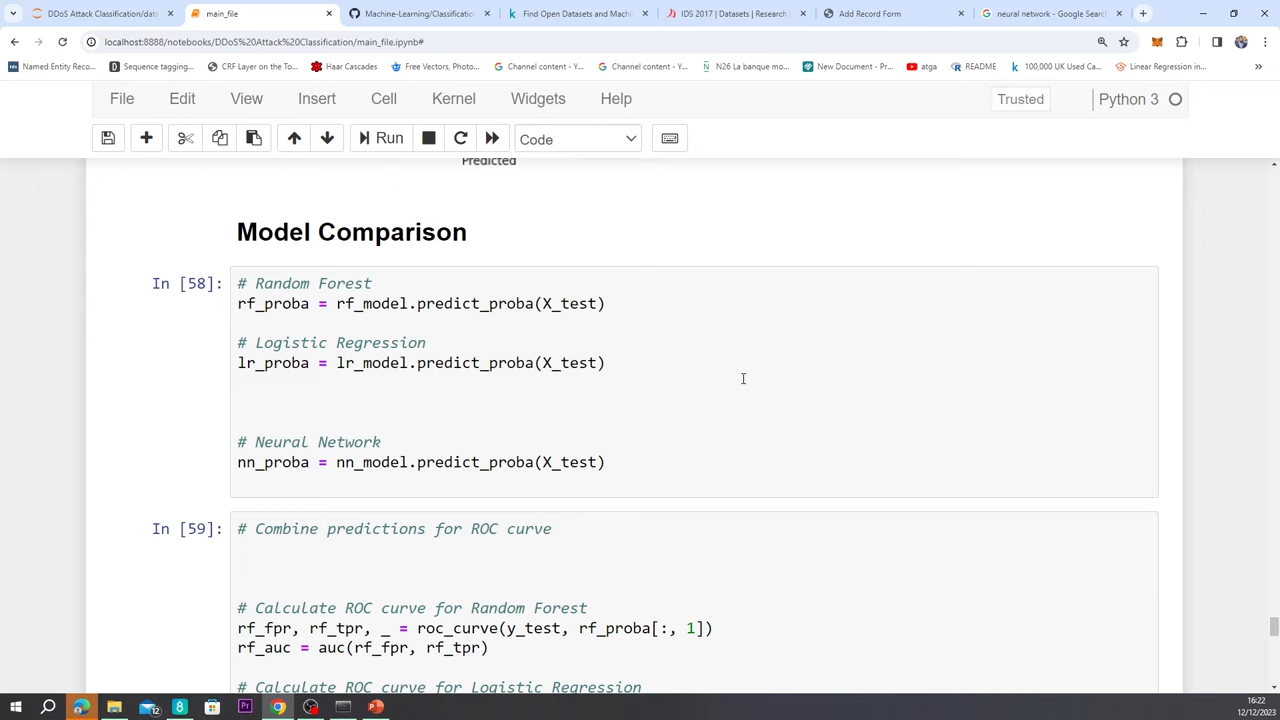 DDoS Attack Classification/data
main_file
Machine-Learning/Classification
Find Open Datasets and Machin
IDS 2017 | Datasets | Research |
Add Record Form
neural network - Google Search
localhost:8888/notebooks/DDoS%20Attack%20Classification/main_file.ipynb#
Named Entity Reco...
Sequence tagging...
CRF Layer on the To...
Haar Cascades
Free Vectors, Photo...
Channel content - Y...
Channel content - Y...
N26 La banque mo...
New Document - Pr...
atga
README
100,000 UK Used Ca...
Linear Regression in...
»
File Edit View Insert Cell Kernel Widgets Help
Trusted
Python 3
Run
Code
Predicted
Model Comparison
In [58]:
# Random Forest
rf_proba = rf_model.predict_proba(X_test)
# Logistic Regression
lr_proba = lr_model.predict_proba(X_test)
# Neural Network
nn_proba = nn_model.predict_proba(X_test)
In [59]:
# Combine predictions for ROC curve
# Calculate ROC curve for Random Forest
rf_fpr, rf_tpr, _ = roc_curve(y_test, rf_proba[:, 1])
rf_auc = auc(rf_fpr, rf_tpr)
# Calculate ROC curve for Logistic Regression
16:22
12/12/2023